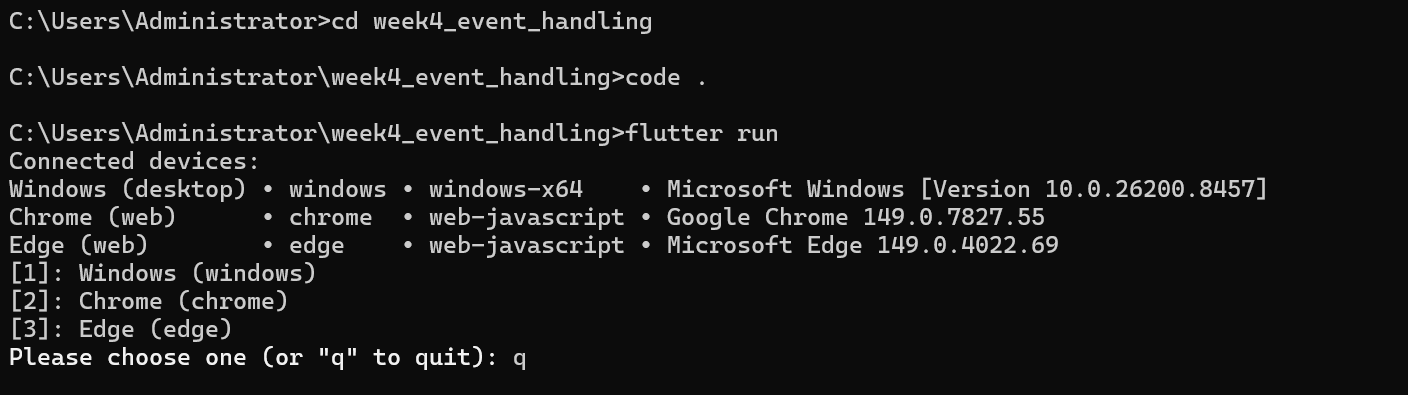 C:\Users\Administrator>cd week4_event_handling
C:\Users\Administrator\week4_event_handling>code .
C:\Users\Administrator\week4_event_handling>flutter run
Connected devices:
Windows (desktop) • windows • windows-x64    • Microsoft Windows [Version 10.0.26200.8457]
Chrome (web)      • chrome  • web-javascript • Google Chrome 149.0.7827.55
Edge (web)        • edge    • web-javascript • Microsoft Edge 149.0.4022.69
[1]: Windows (windows)
[2]: Chrome (chrome)
[3]: Edge (edge)
Please choose one (or "q" to quit): q